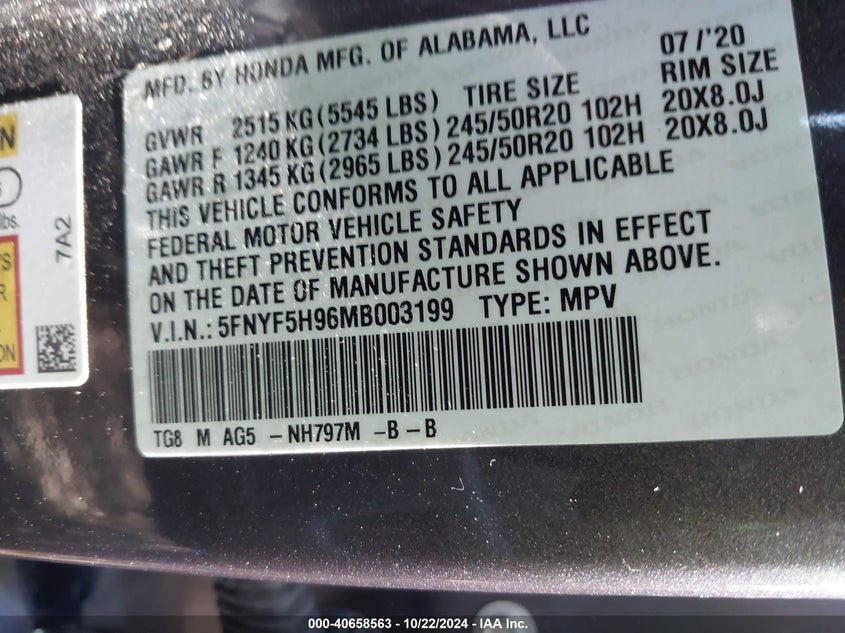 MFD. BY HONDA MFG. OF ALABAMA, LLC 07/'20
TIRE SIZE RIM SIZE
GVWR 2515 KG (5545 LBS)
GAWR F 1240 KG (2734 LBS) 245/50R20 102H 20X8.0J
GAWR R 1345 KG (2965 LBS) 245/50R20 102H 20X8.0J
THIS VEHICLE CONFORMS TO ALL APPLICABLE
FEDERAL MOTOR VEHICLE SAFETY
AND THEFT PREVENTION STANDARDS IN EFFECT
ON THE DATE OF MANUFACTURE SHOWN ABOVE.
V.I.N.: 5FNYF5H96MB003199 TYPE: MPV
TG8 M AG5 -NH797M -B -B
7A2
lbs.
HONDA
000-40658563 - 10/22/2024 - IAA Inc.